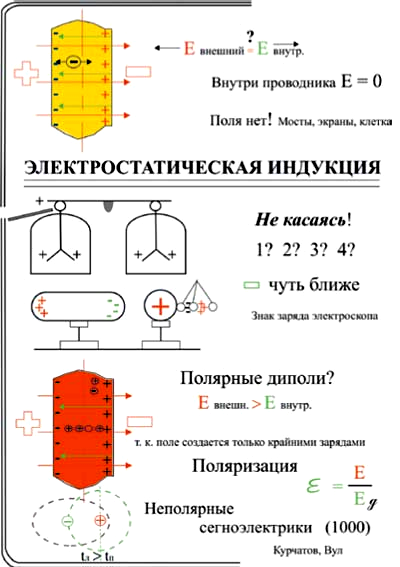 ?
E внешний = E внутр.
Внутри проводника E = 0
Поля нет! Мосты, экраны, клетка
ЭЛЕКТРОСТАТИЧЕСКАЯ ИНДУКЦИЯ
Не касаясь!
1? 2? 3? 4?
чуть ближе
Знак заряда электроскопа
Полярные диполи?
E внешн. > E внутр.
т. к. поле создается только крайними зарядами
Поляризация
ε = E / E g
Неполярные
сегноэлектрики (1000)
Курчатов, Вул